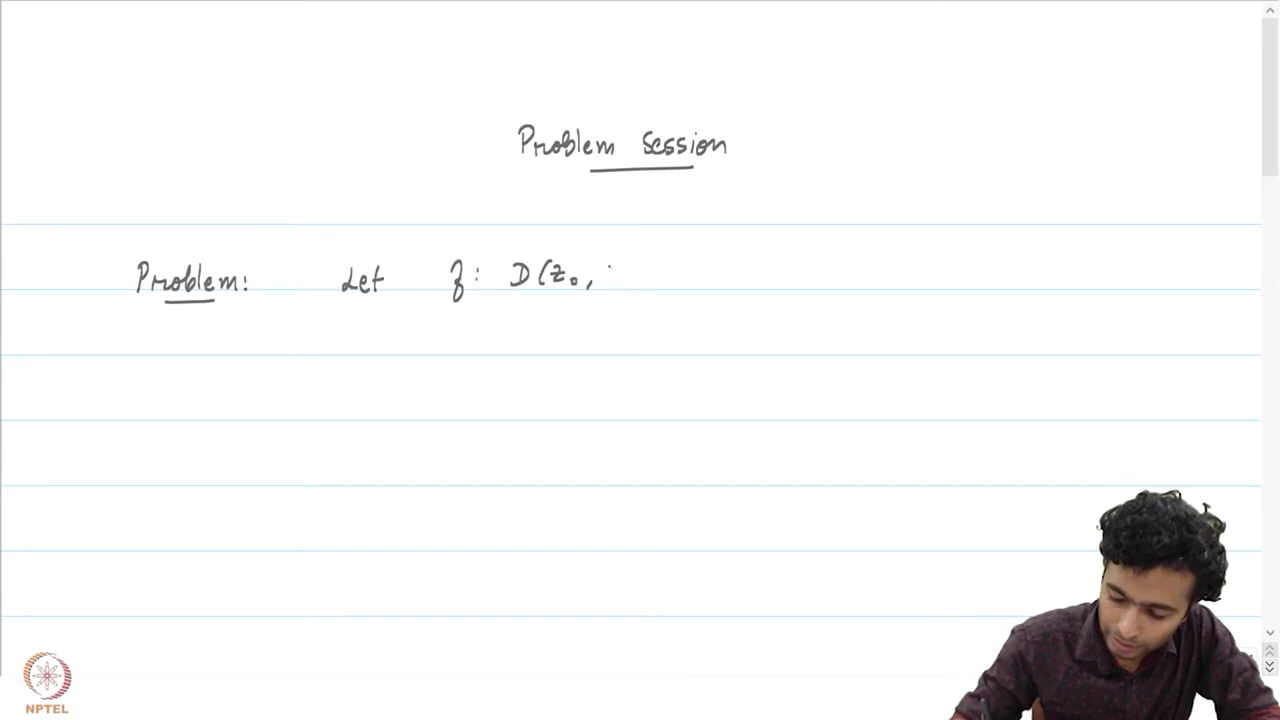 Problem Session
Problem: Let f: D(z₀,
NPTEL